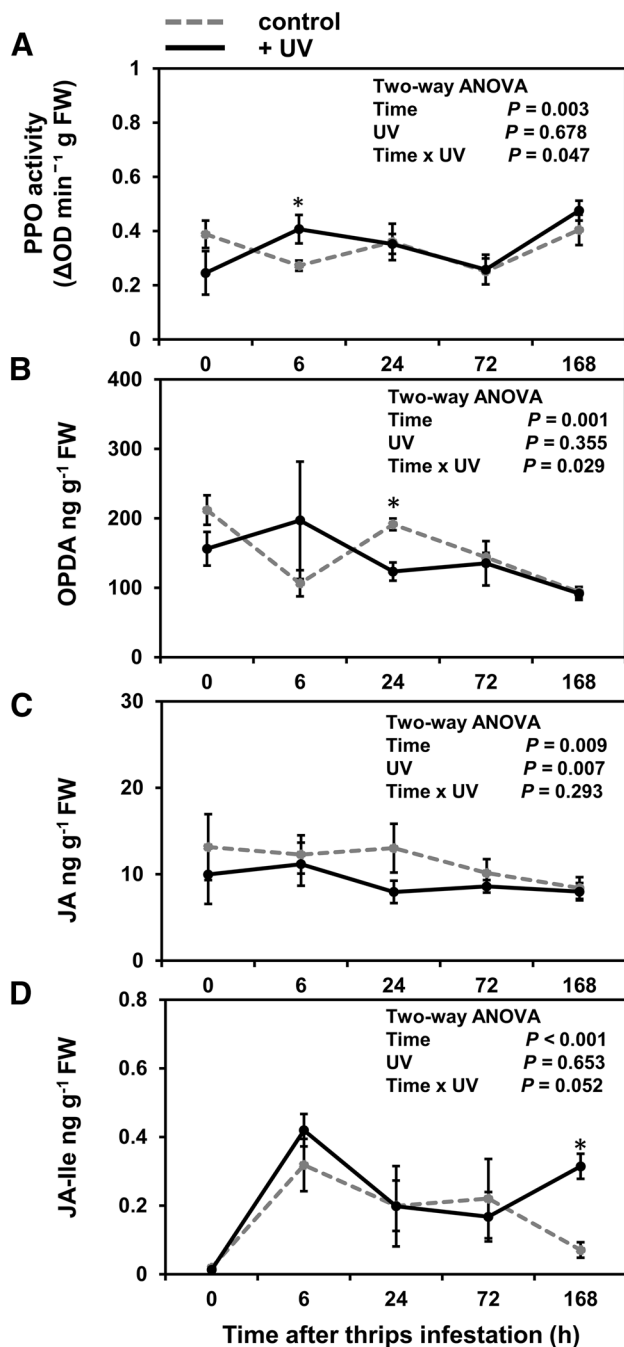 control
+ UV
A
PPO activity
(ΔOD min⁻¹ g FW)
1
0.8
0.6
0.4
0.2
0
Two-way ANOVA
Time P = 0.003
UV P = 0.678
Time x UV P = 0.047
*
0 6 24 72 168
B
OPDA ng g⁻¹ FW
400
300
200
100
0
Two-way ANOVA
Time P = 0.001
UV P = 0.355
Time x UV P = 0.029
*
0 6 24 72 168
C
JA ng g⁻¹ FW
30
20
10
0
Two-way ANOVA
Time P = 0.009
UV P = 0.007
Time x UV P = 0.293
0 6 24 72 168
D
JA-Ile ng g⁻¹ FW
0.8
0.6
0.4
0.2
0
Two-way ANOVA
Time P < 0.001
UV P = 0.653
Time x UV P = 0.052
*
0 6 24 72 168
Time after thrips infestation (h)